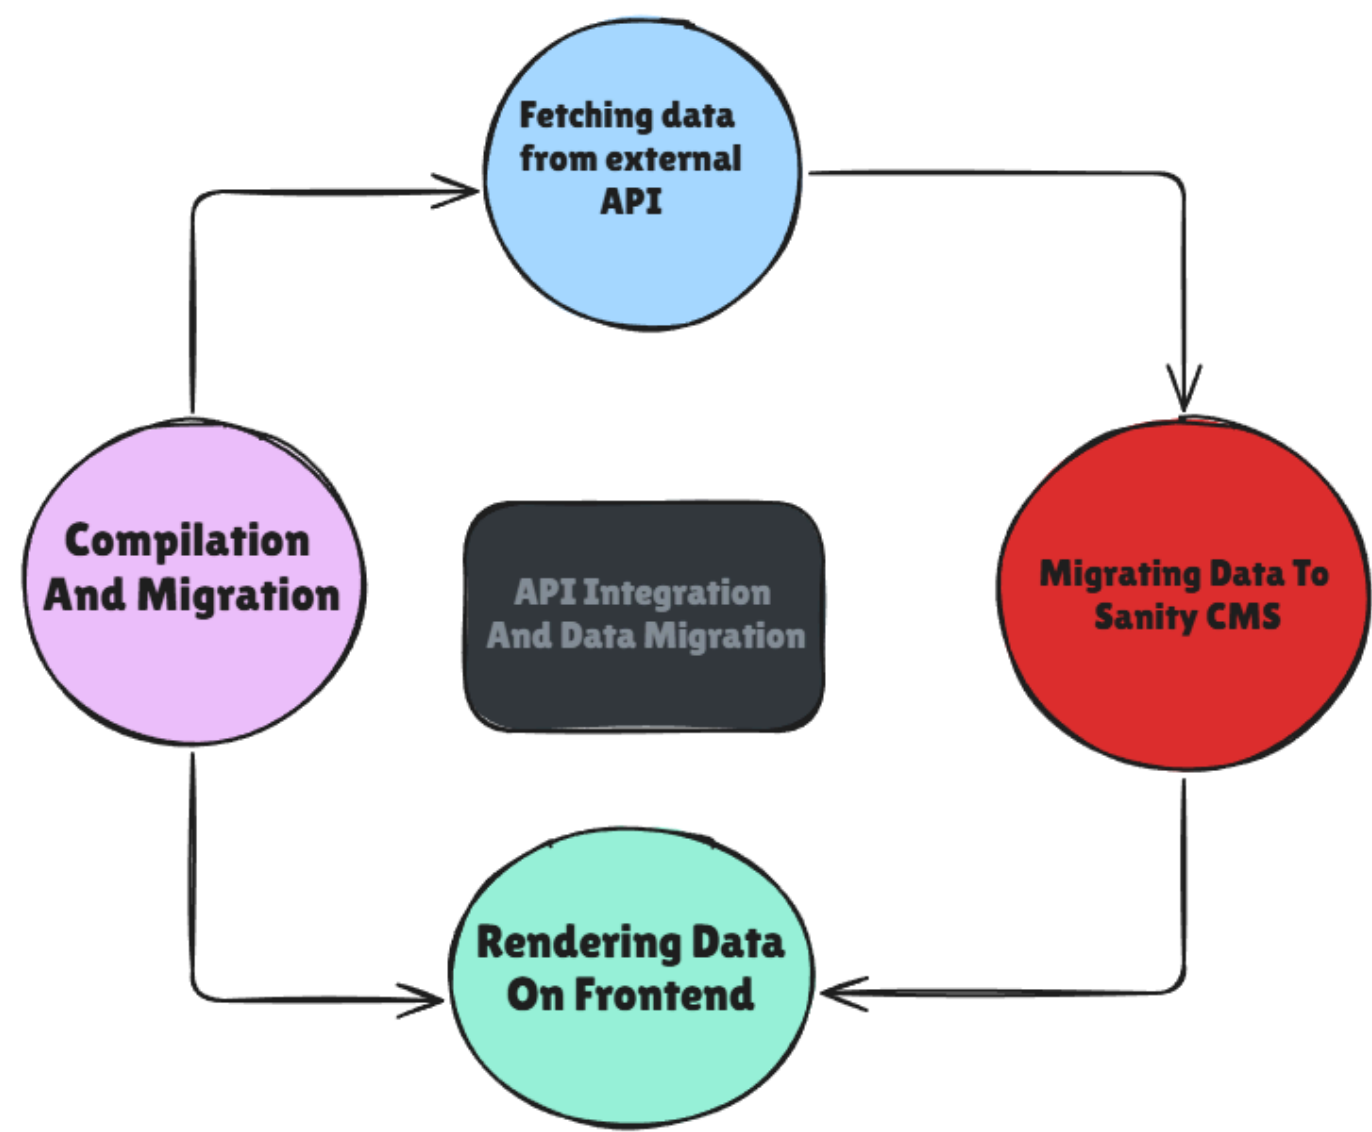 Fetching data
from external
API
Compilation
And Migration
API Integration
And Data Migration
Migrating Data To
Sanity CMS
Rendering Data
On Frontend